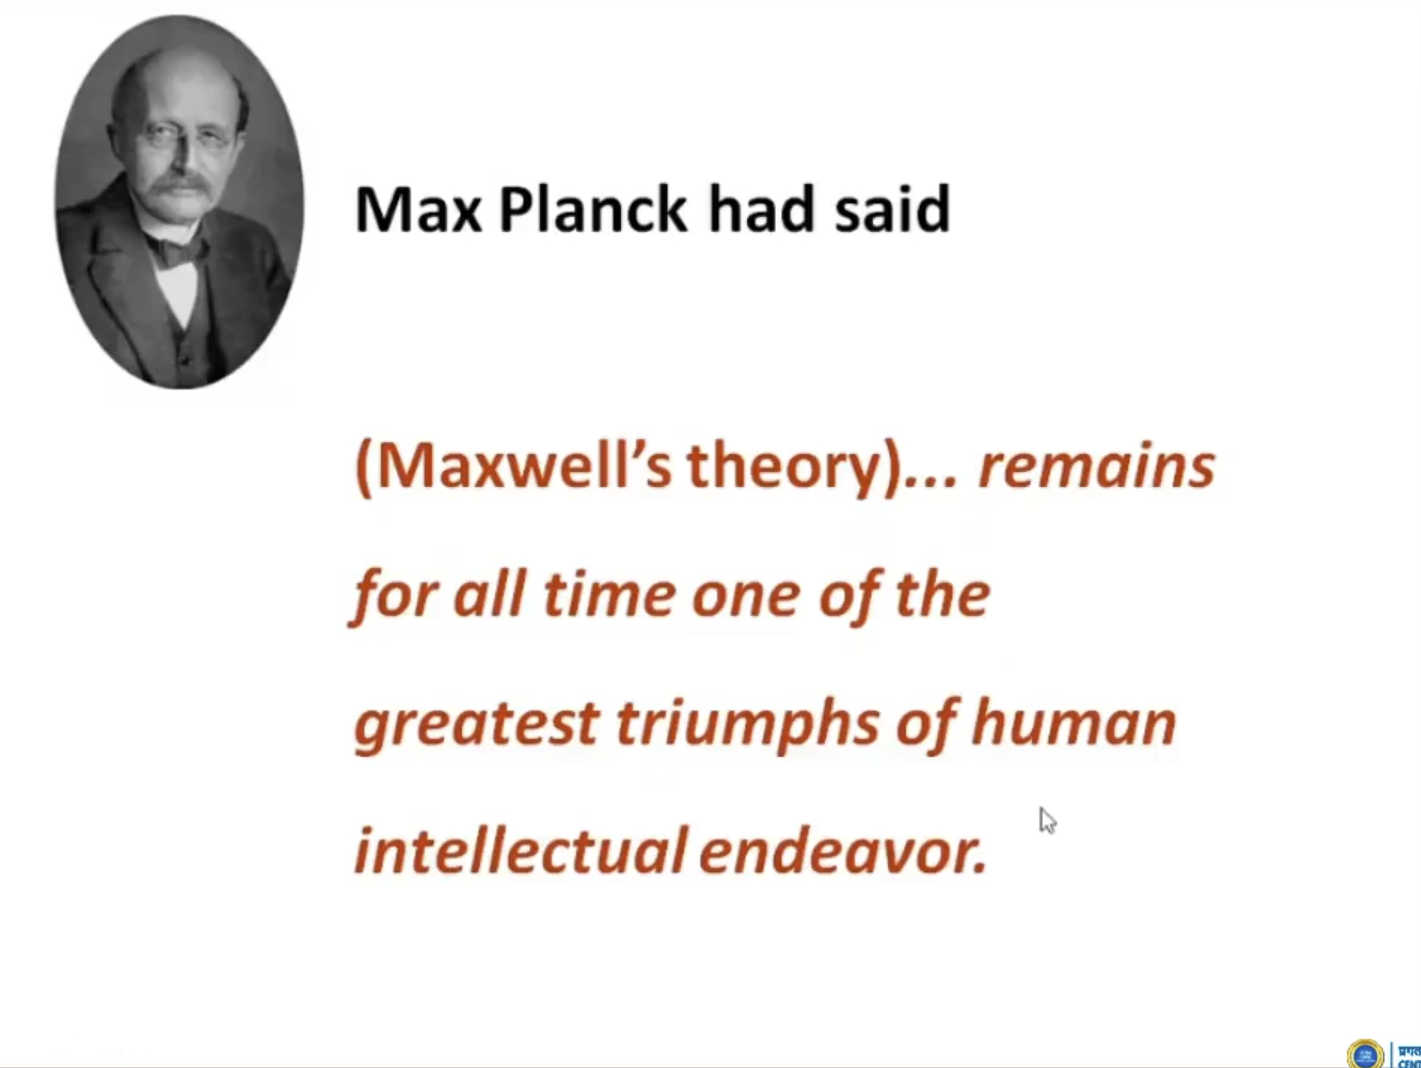 Max Planck had said
(Maxwell’s theory)... remains
for all time one of the
greatest triumphs of human
intellectual endeavor.